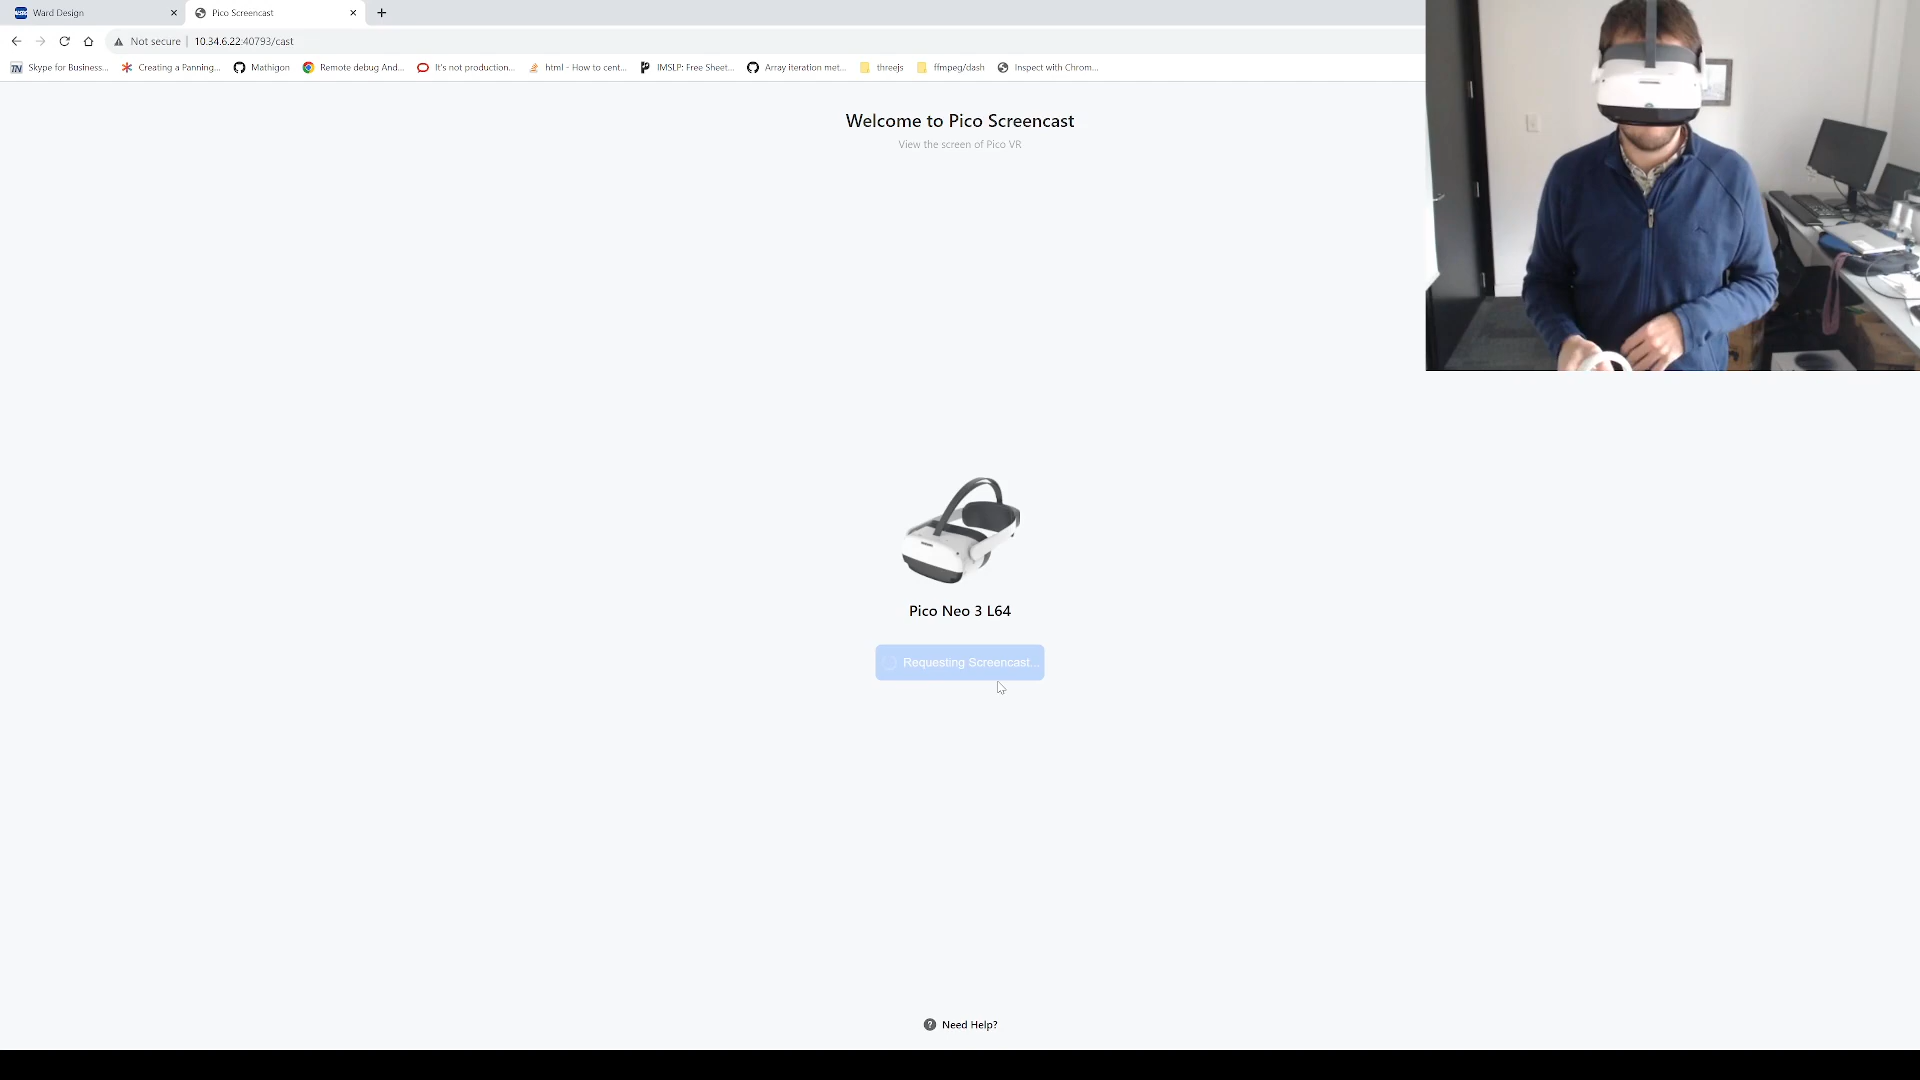 Ward Design
Pico Screencast
Not secure
10.34.6.22:40793/cast
Skype for Business...
Creating a Panning...
Mathigon
Remote debug And...
It's not production...
html - How to cent...
IMSLP: Free Sheet...
Array iteration met...
threejs
ffmpeg/dash
Inspect with Chrom...
Welcome to Pico Screencast
View the screen of Pico VR
Pico Neo 3 L64
Requesting Screencast...
Need Help?